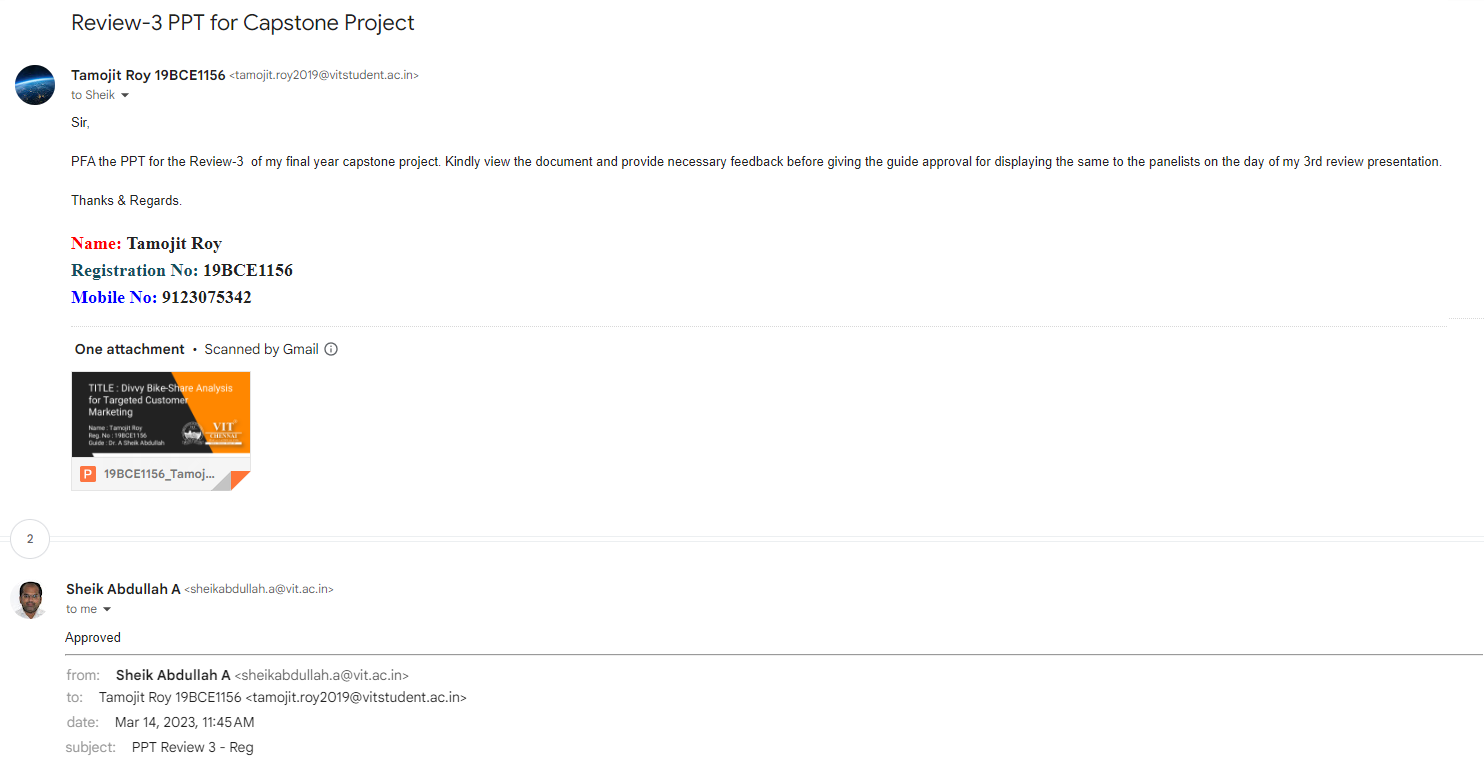 Review-3 PPT for Capstone Project
Tamojit Roy 19BCE1156 <tamojit.roy2019@vitstudent.ac.in>
to Sheik
Sir,
PFA the PPT for the Review-3 of my final year capstone project. Kindly view the document and provide necessary feedback before giving the guide approval for displaying the same to the panelists on the day of my 3rd review presentation.
Thanks & Regards.
Name: Tamojit Roy
Registration No: 19BCE1156
Mobile No: 9123075342
One attachment • Scanned by Gmail
TITLE : Divvy Bike-Share Analysis
for Targeted Customer
Marketing
Name : Tamojit Roy
Reg. No : 19BCE1156
Guide : Dr. A Sheik Abdullah
VIT
CHENNAI
P 19BCE1156_Tamoj...
2
Sheik Abdullah A <sheikabdullah.a@vit.ac.in>
to me
Approved
from: Sheik Abdullah A <sheikabdullah.a@vit.ac.in>
to: Tamojit Roy 19BCE1156 <tamojit.roy2019@vitstudent.ac.in>
date: Mar 14, 2023, 11:45 AM
subject: PPT Review 3 - Reg